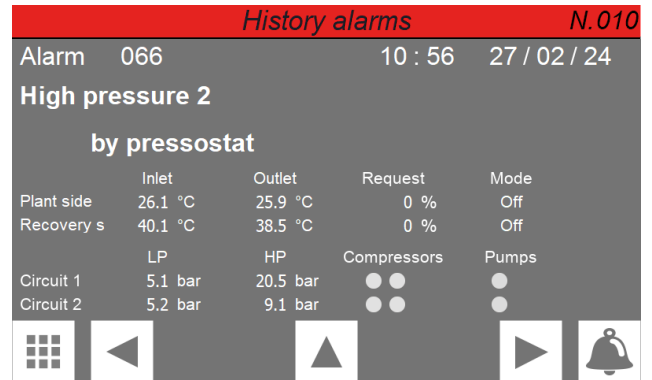 History alarms N.010
Alarm 066 10 : 56 27 / 02 / 24
High pressure 2
by pressostat
Inlet Outlet Request Mode
Plant side 26.1 °C 25.9 °C 0 % Off
Recovery s 40.1 °C 38.5 °C 0 % Off
LP HP Compressors Pumps
Circuit 1 5.1 bar 20.5 bar
Circuit 2 5.2 bar 9.1 bar